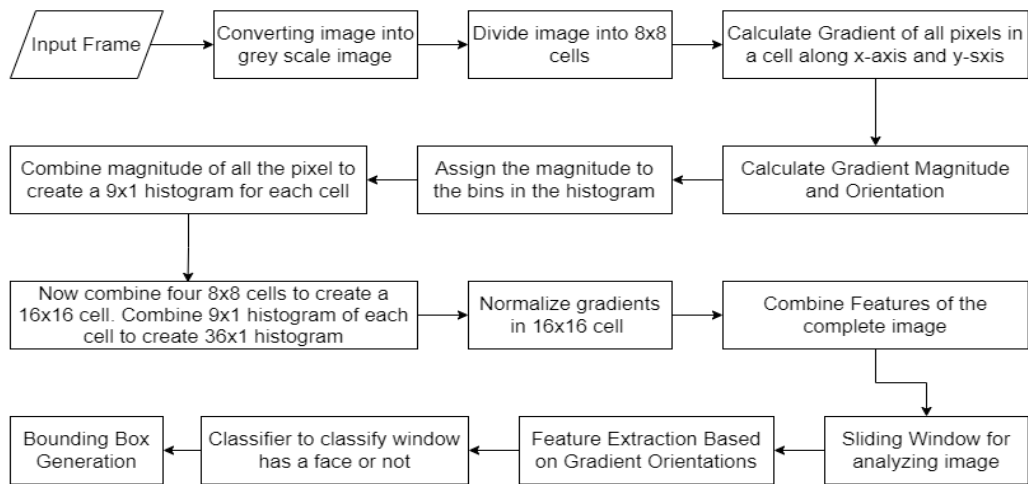 Input Frame
Converting image into
grey scale image
Divide image into 8x8
cells
Calculate Gradient of all pixels in
a cell along x-axis and y-sxis
Calculate Gradient Magnitude
and Orientation
Assign the magnitude to
the bins in the histogram
Combine magnitude of all the pixel to
create a 9x1 histogram for each cell
Now combine four 8x8 cells to create a
16x16 cell. Combine 9x1 histogram of each
cell to create 36x1 histogram
Normalize gradients
in 16x16 cell
Combine Features of the
complete image
Sliding Window for
analyzing image
Feature Extraction Based
on Gradient Orientations
Classifier to classify window
has a face or not
Bounding Box
Generation